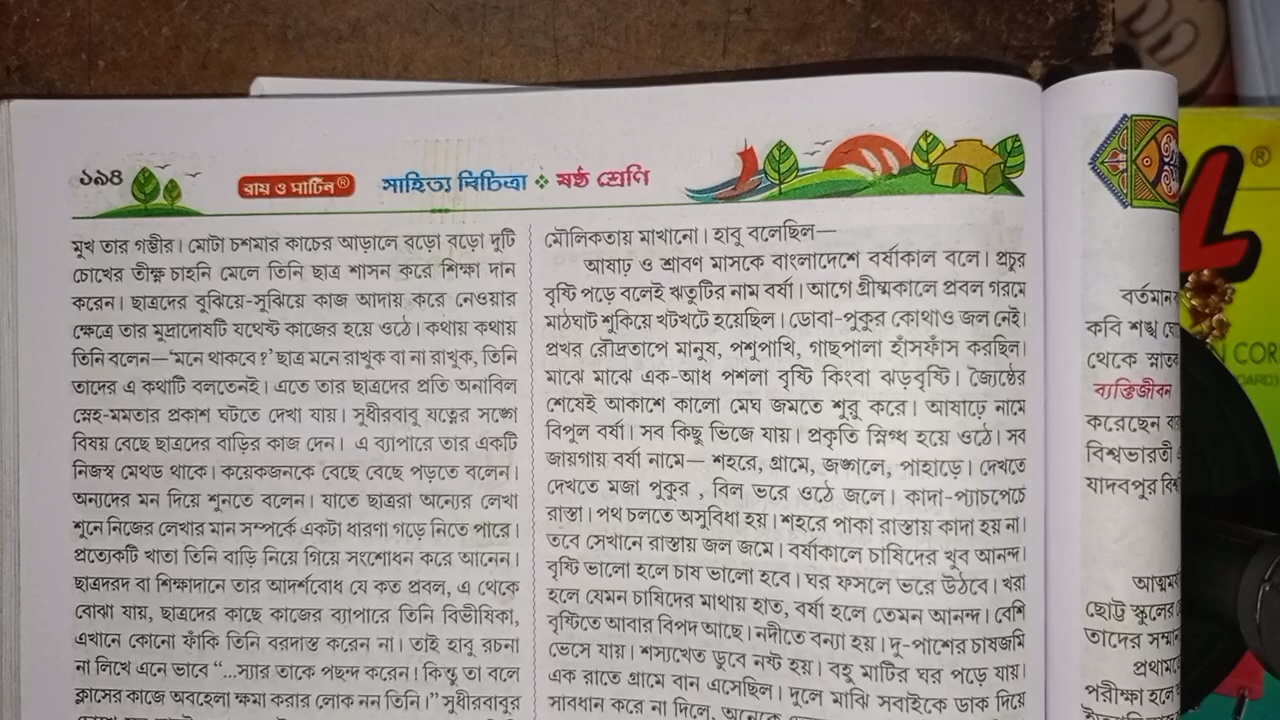 ১৯৪
রায় ও মার্টিন®
সাহিত্য বিচিত্রা ❖ ষষ্ঠ শ্রেণি
মুখ তার গম্ভীর। মোটা চশমার কাচের আড়ালে বড়ো বড়ো দুটি
চোখের তীক্ষ্ণ চাহনি মেলে তিনি ছাত্র শাসন করে শিক্ষা দান
করেন। ছাত্রদের বুঝিয়ে-সুঝিয়ে কাজ আদায় করে নেওয়ার
ক্ষেত্রে তার মুদ্রাদোষটি যথেষ্ট কাজের হয়ে ওঠে। কথায় কথায়
তিনি বলেন—‘মনে থাকবে?’ ছাত্র মনে রাখুক বা না রাখুক, তিনি
তাদের এ কথাটি বলতেনই। এতে তার ছাত্রদের প্রতি অনাবিল
স্নেহ-মমতার প্রকাশ ঘটতে দেখা যায়। সুধীরবাবু যত্নের সঙ্গে
বিষয় বেছে ছাত্রদের বাড়ির কাজ দেন। এ ব্যাপারে তার একটি
নিজস্ব মেথড থাকে। কয়েকজনকে বেছে বেছে পড়তে বলেন।
অন্যদের মন দিয়ে শুনতে বলেন। যাতে ছাত্ররা অন্যের লেখা
শুনে নিজের লেখার মান সম্পর্কে একটা ধারণা গড়ে নিতে পারে।
প্রত্যেকটি খাতা তিনি বাড়ি নিয়ে গিয়ে সংশোধন করে আনেন।
ছাত্রদরদ বা শিক্ষাদানে তার আদর্শবোধ যে কত প্রবল, এ থেকে
বোঝা যায়, ছাত্রদের কাছে কাজের ব্যাপারে তিনি বিভীষিকা,
এখানে কোনো ফাঁকি তিনি বরদাস্ত করেন না। তাই হাবু রচনা
না লিখে এনে ভাবে “...স্যার তাকে পছন্দ করেন! কিন্তু তা বলে
ক্লাসের কাজে অবহেলা ক্ষমা করার লোক নন তিনি।” সুধীরবাবুর
মৌলিকতায় মাখানো। হাবু বলেছিল—
আষাঢ় ও শ্রাবণ মাসকে বাংলাদেশে বর্ষাকাল বলে। প্রচুর
বৃষ্টি পড়ে বলেই ঋতুটির নাম বর্ষা। আগে গ্রীষ্মকালে প্রবল গরমে
মাঠঘাট শুকিয়ে খটখটে হয়েছিল। ডোবা-পুকুর কোথাও জল নেই।
প্রখর রৌদ্রতাপে মানুষ, পশুপাখি, গাছপালা হাঁসফাঁস করছিল।
মাঝে মাঝে এক-আধ পশলা বৃষ্টি কিংবা ঝড়বৃষ্টি। জ্যৈষ্ঠের
শেষেই আকাশে কালো মেঘ জমতে শুরু করে। আষাঢ়ে নামে
বিপুল বর্ষা। সব কিছু ভিজে যায়। প্রকৃতি স্নিগ্ধ হয়ে ওঠে। সব
জায়গায় বর্ষা নামে— শহরে, গ্রামে, জঙ্গলে, পাহাড়ে। দেখতে
দেখতে মজা পুকুর , বিল ভরে ওঠে জলে। কাদা-প্যাচপেচে
রাস্তা। পথ চলতে অসুবিধা হয়। শহরে পাকা রাস্তায় কাদা হয় না।
তবে সেখানে রাস্তায় জল জমে। বর্ষাকালে চাষিদের খুব আনন্দ।
বৃষ্টি ভালো হলে চাষ ভালো হবে। ঘর ফসলে ভরে উঠবে। খরা
হলে যেমন চাষিদের মাথায় হাত, বর্ষা হলে তেমন আনন্দ। বেশি
বৃষ্টিতে আবার বিপদ আছে। নদীতে বন্যা হয়। দু-পাশের চাষজমি
ভেসে যায়। শস্যখেত ডুবে নষ্ট হয়। বহু মাটির ঘর পড়ে যায়।
এক রাতে গ্রামে বান এসেছিল। দুলে মাঝি সবাইকে ডাক দিয়ে
সাবধান করে না দিলে, অনেকে
বর্তমান
কবি শঙ্খ
থেকে স্নাতক
ব্যক্তিজীবন
করেছেন
বিশ্বভারতী
যাদবপুর
ছোট্ট স্কুলের
তাদের
পরীক্ষা হলে